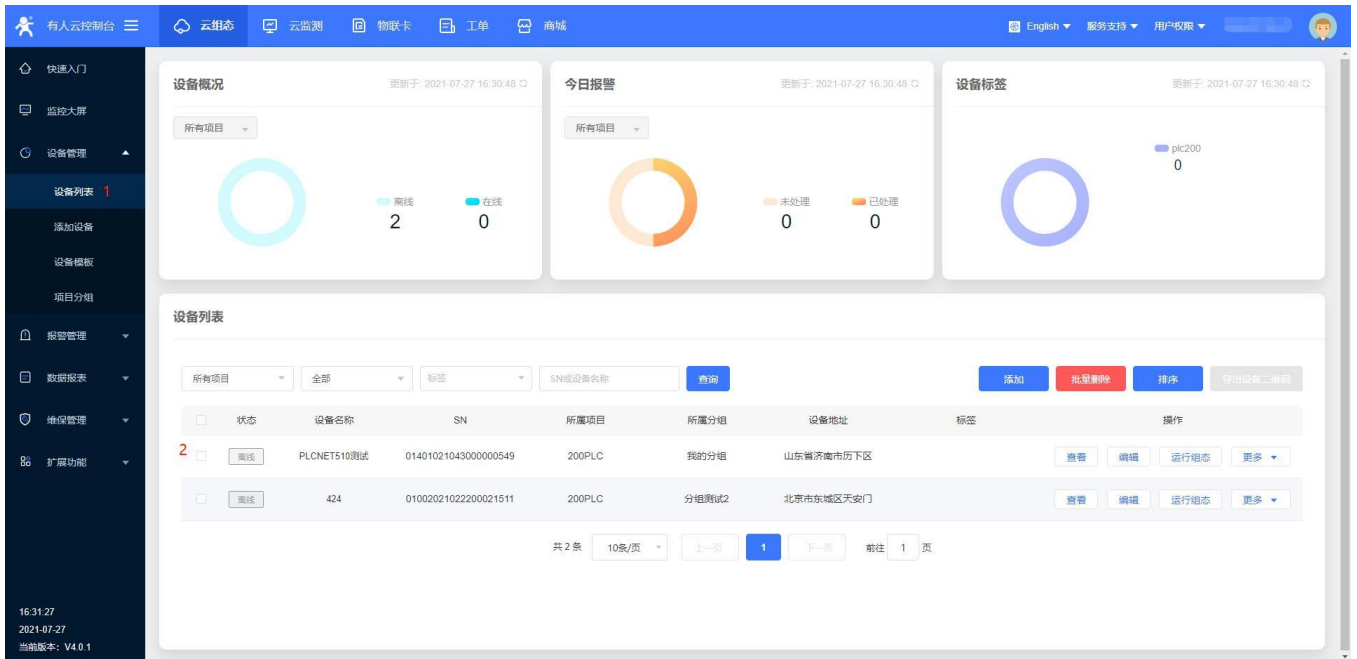 有人云控制台 云组态 云监测 物联卡 工单 商城 English 服务支持 用户权限
快速入门
监控大屏
设备管理
设备列表 1
添加设备
设备模板
项目分组
报警管理
数据报表
维保管理
扩展功能
16:31:27
2021-07-27
当前版本: V4.0.1
设备概况 更新于: 2021-07-27 16:30:48
所有项目
离线 在线
2 0
今日报警 更新于: 2021-07-27 16:30:48
所有项目
未处理 已处理
0 0
设备标签 更新于: 2021-07-27 16:30:48
plc200
0
设备列表
所有项目 全部 标签 SN或设备名称 查询 添加 批量删除 排序 导出设备二维码
状态 设备名称 SN 所属项目 所属分组 设备地址 标签 操作
2 离线 PLCNET510测试 01401021043000000549 200PLC 我的分组 山东省济南市历下区 查看 编辑 运行组态 更多
离线 424 01002021022200021511 200PLC 分组测试2 北京市东城区天安门 查看 编辑 运行组态 更多
共 2 条 10条/页 上一页 1 下一页 前往 1 页